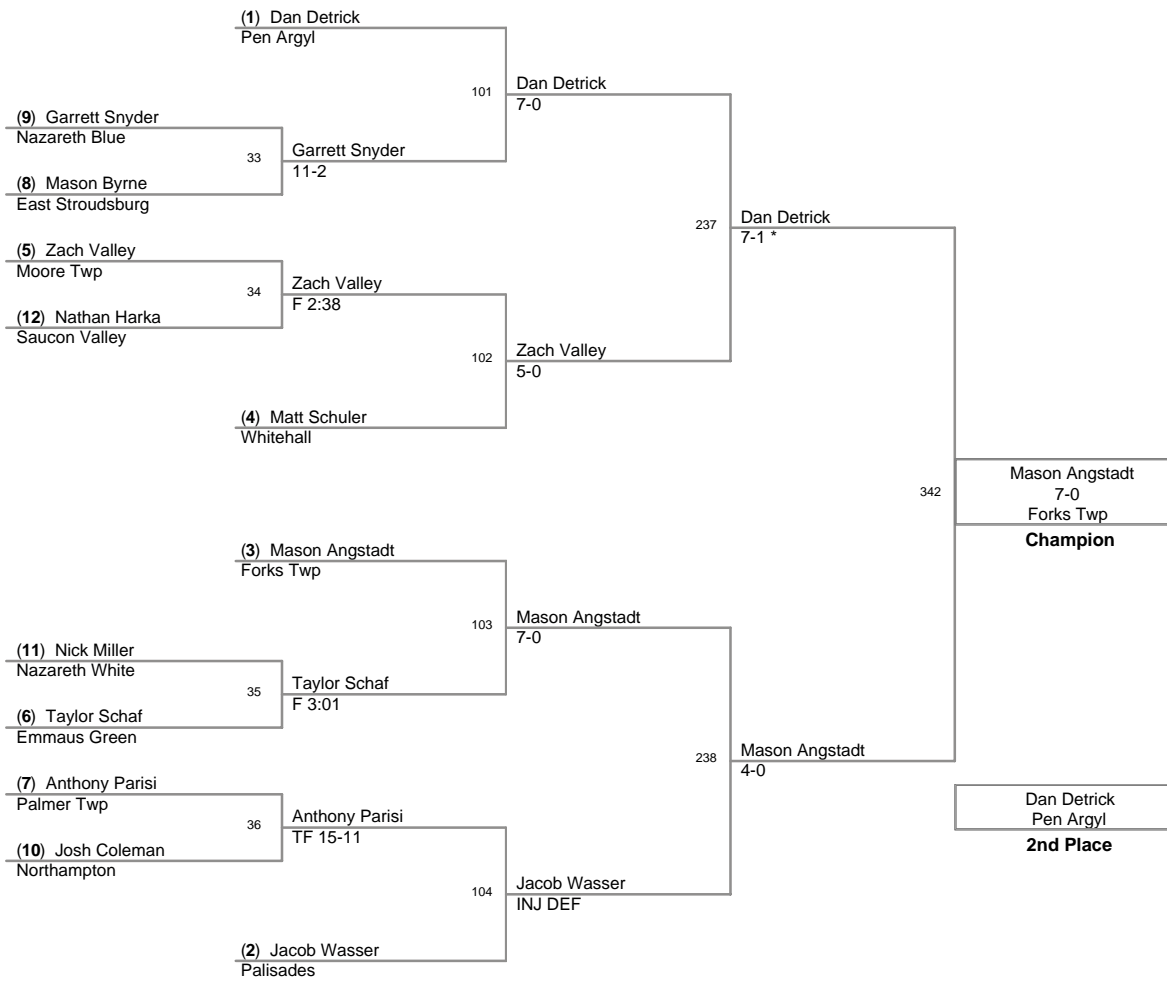 (1) Dan Detrick
Pen Argyl
101
Dan Detrick
7-0
(9) Garrett Snyder
Nazareth Blue
33
Garrett Snyder
11-2
(8) Mason Byrne
East Stroudsburg
237
Dan Detrick
7-1 *
(5) Zach Valley
Moore Twp
34
Zach Valley
F 2:38
(12) Nathan Harka
Saucon Valley
102
Zach Valley
5-0
(4) Matt Schuler
Whitehall
342
Mason Angstadt
7-0
Forks Twp
Champion
(3) Mason Angstadt
Forks Twp
103
Mason Angstadt
7-0
(11) Nick Miller
Nazareth White
35
Taylor Schaf
F 3:01
(6) Taylor Schaf
Emmaus Green
238
Mason Angstadt
4-0
(7) Anthony Parisi
Palmer Twp
36
Anthony Parisi
TF 15-11
(10) Josh Coleman
Northampton
104
Jacob Wasser
INJ DEF
(2) Jacob Wasser
Palisades
Dan Detrick
Pen Argyl
2nd Place